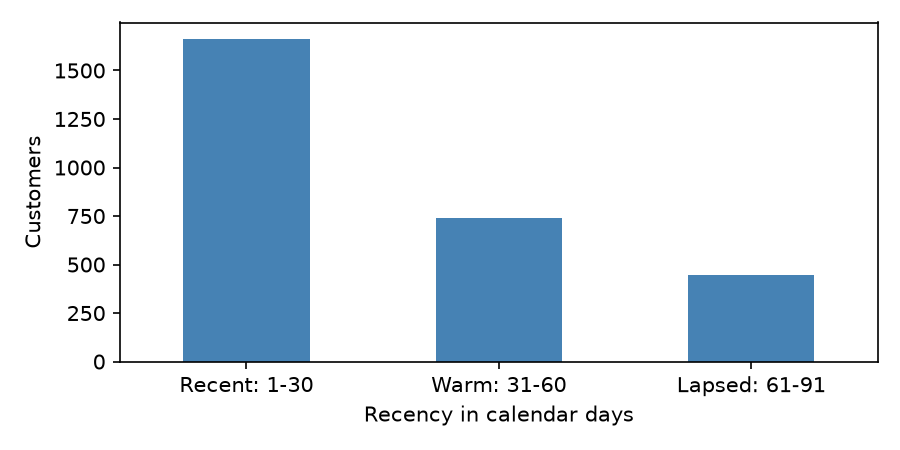 Customers
1500
1250
1000
750
500
250
0
Recent: 1-30
Warm: 31-60
Lapsed: 61-91
Recency in calendar days